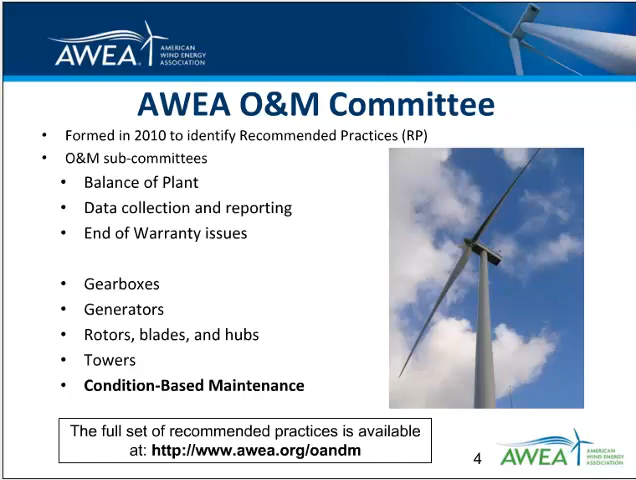 AWEA
AMERICAN
WIND ENERGY
ASSOCIATION
AWEA O&M Committee
• Formed in 2010 to identify Recommended Practices (RP)
• O&M sub-committees
• Balance of Plant
• Data collection and reporting
• End of Warranty issues
• Gearboxes
• Generators
• Rotors, blades, and hubs
• Towers
• Condition-Based Maintenance
The full set of recommended practices is available
at: http://www.awea.org/oandm
4
AWEA
AMERICAN
WIND ENERGY
ASSOCIATION